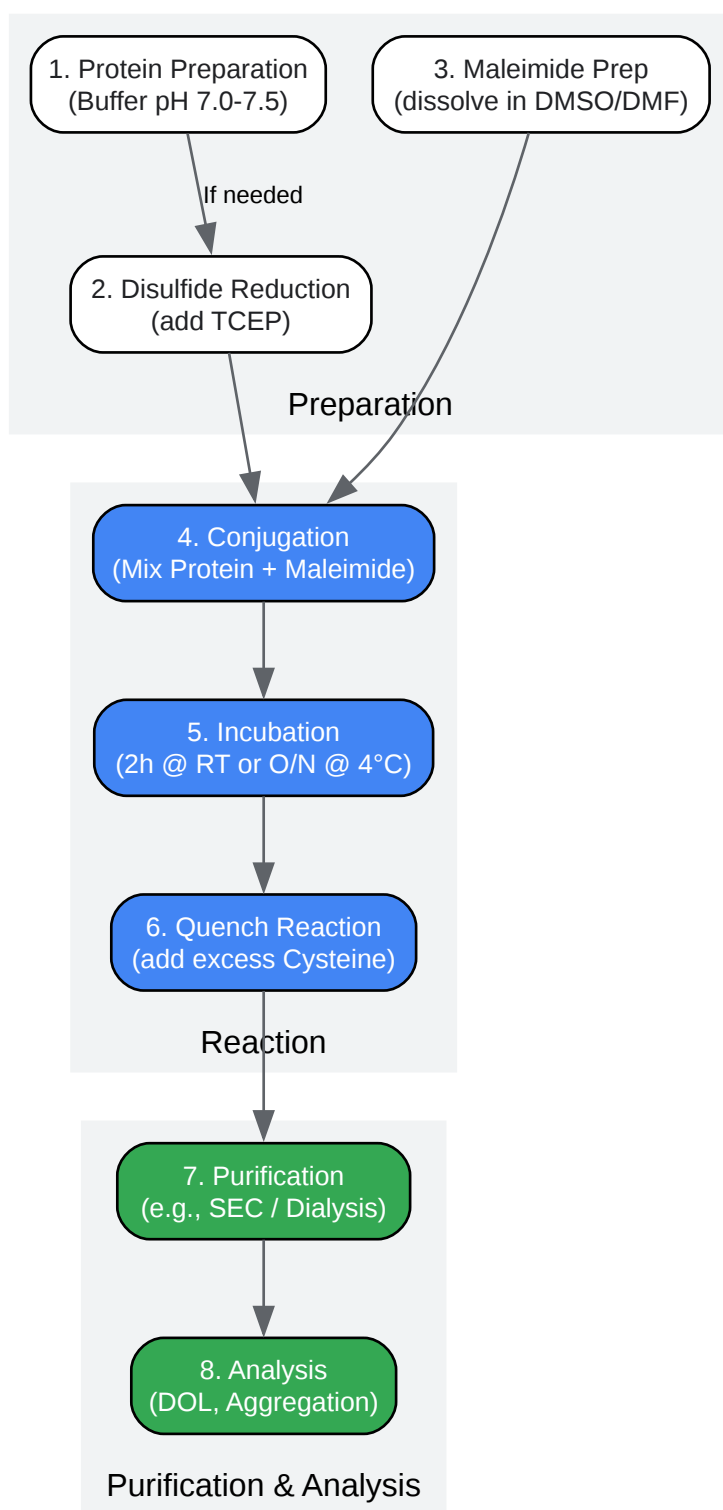 1. Protein Preparation
(Buffer pH 7.0-7.5)
3. Maleimide Prep
(dissolve in DMSO/DMF)
If needed
2. Disulfide Reduction
(add TCEP)
Preparation
4. Conjugation
(Mix Protein + Maleimide)
5. Incubation
(2h @ RT or O/N @ 4°C)
6. Quench Reaction
(add excess Cysteine)
Reaction
7. Purification
(e.g., SEC / Dialysis)
8. Analysis
(DOL, Aggregation)
Purification & Analysis